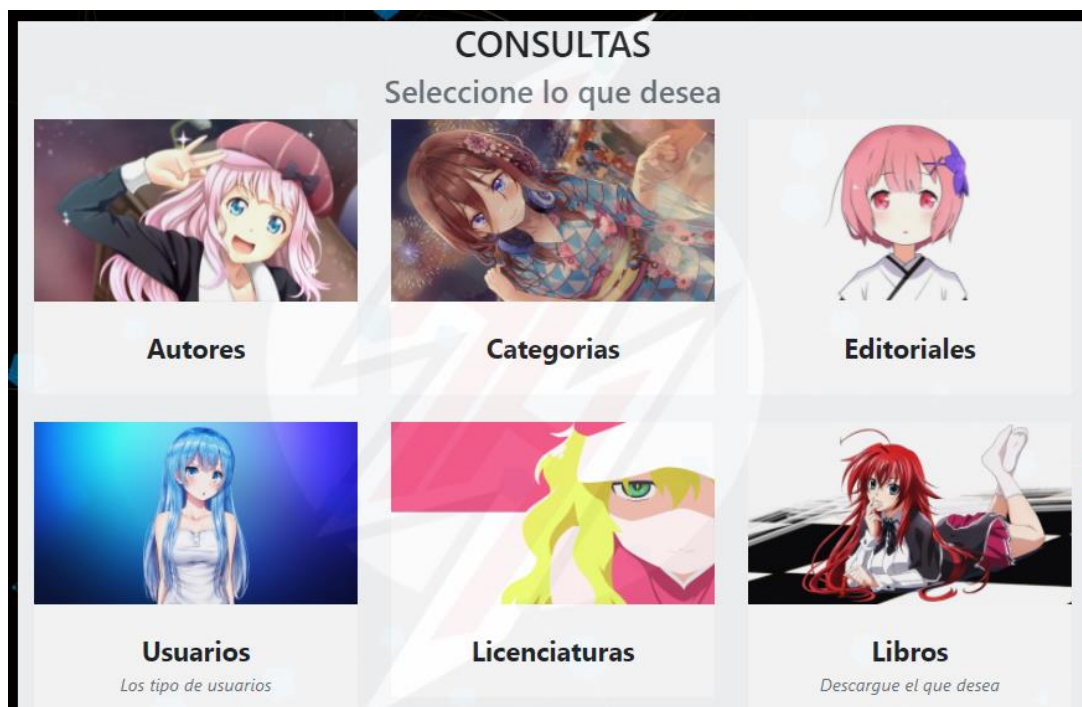 CONSULTAS
Seleccione lo que desea
Autores
Categorias
Editoriales
Usuarios
Los tipo de usuarios
Licenciaturas
Libros
Descargue el que desea